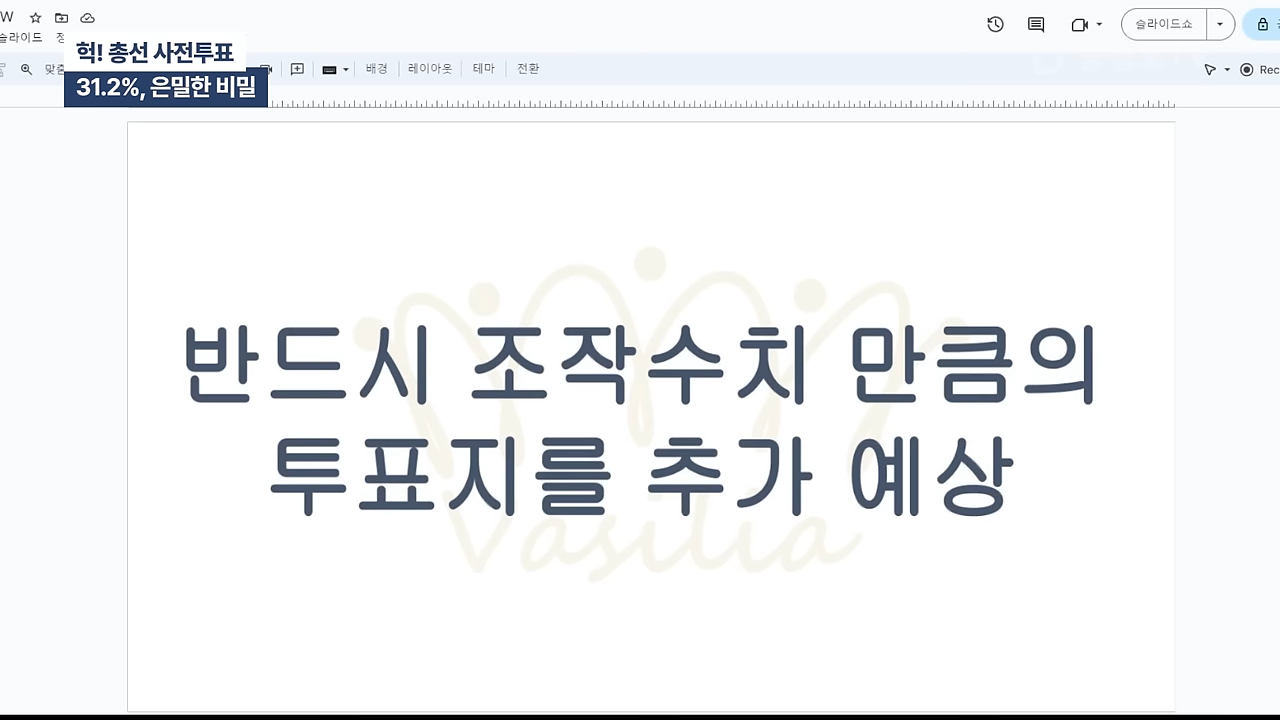 W
슬라이드
헉! 총선 사전투표
31.2%, 은밀한 비밀
슬라이드쇼
배경
레이아웃
테마
전환
Rec
반드시 조작수치 만큼의
투표지를 추가 예상
Vasilia